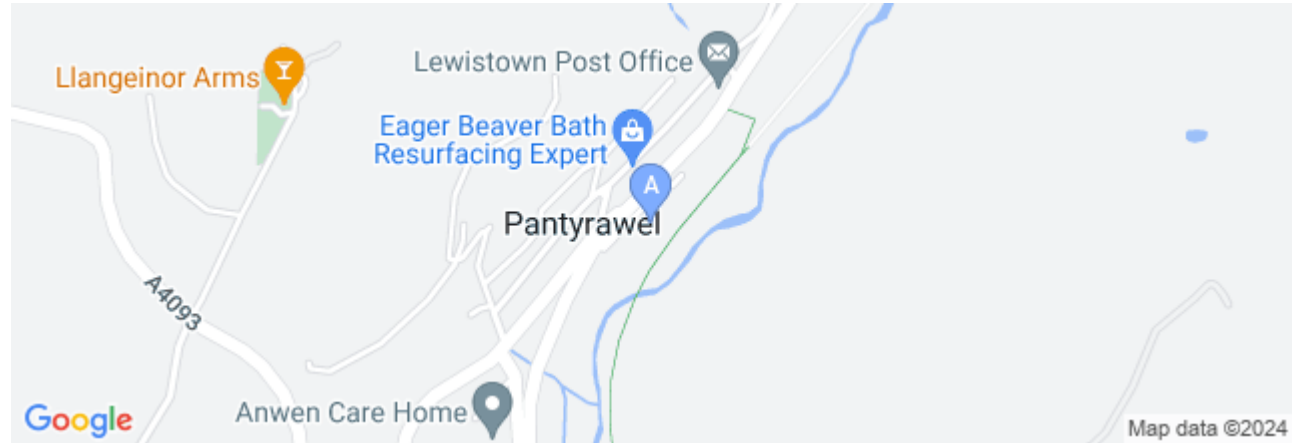 Lewistown Post Office
Llangeinor Arms
Eager Beaver Bath
Resurfacing Expert
A
Pantyrawel
A4093
Anwen Care Home
Google
Map data ©2024